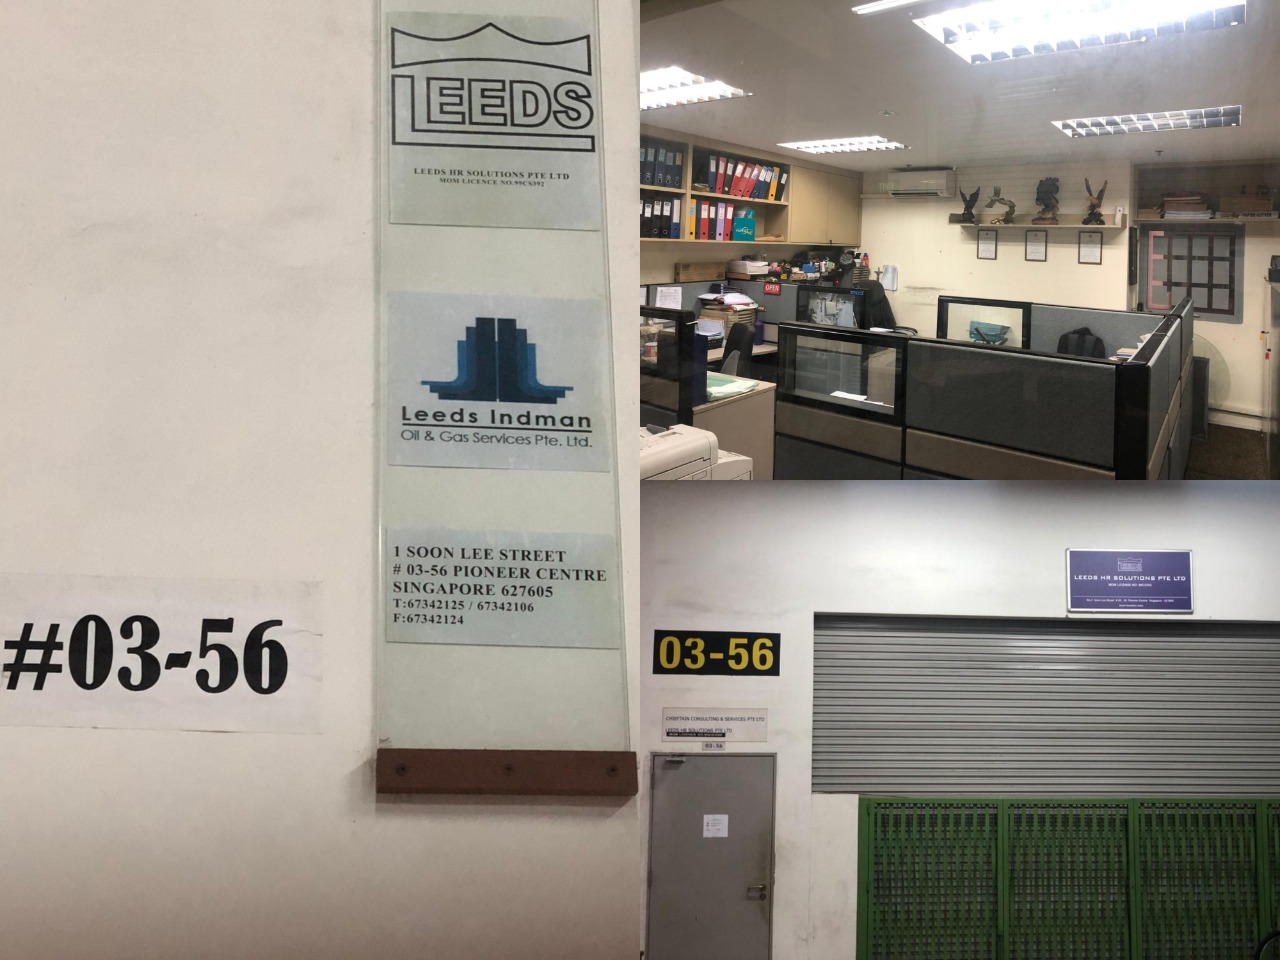 LEEDS
LEEDS HR SOLUTIONS PTE LTD
MOM LICENCE NO.99CS392
Leeds Indman
Oil & Gas Services Pte. Ltd.
1 SOON LEE STREET
# 03-56 PIONEER CENTRE
SINGAPORE 627605
T:67342125 / 67342106
F:67342124
#03-56
OPEN
LEEDS HR SOLUTIONS PTE LTD
03-56
CHIEFTAIN CONSULTING & SERVICES PTE LTD
LEEDS HR SOLUTIONS PTE LTD
03-56